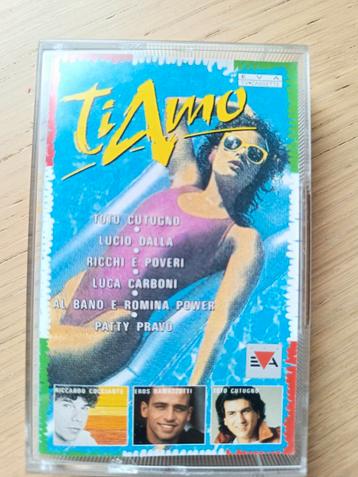 EVA
Ti Amo
TOTO CUTUGNO
LUCIO DALLA
RICCHI E POVERI
LUCA CARBONI
AL BANO E ROMINA POWER
PATTY PRAVO
EVA
RICCARDO COCCIANTE
EROS RAMAZZOTTI
TOTO CUTUGNO